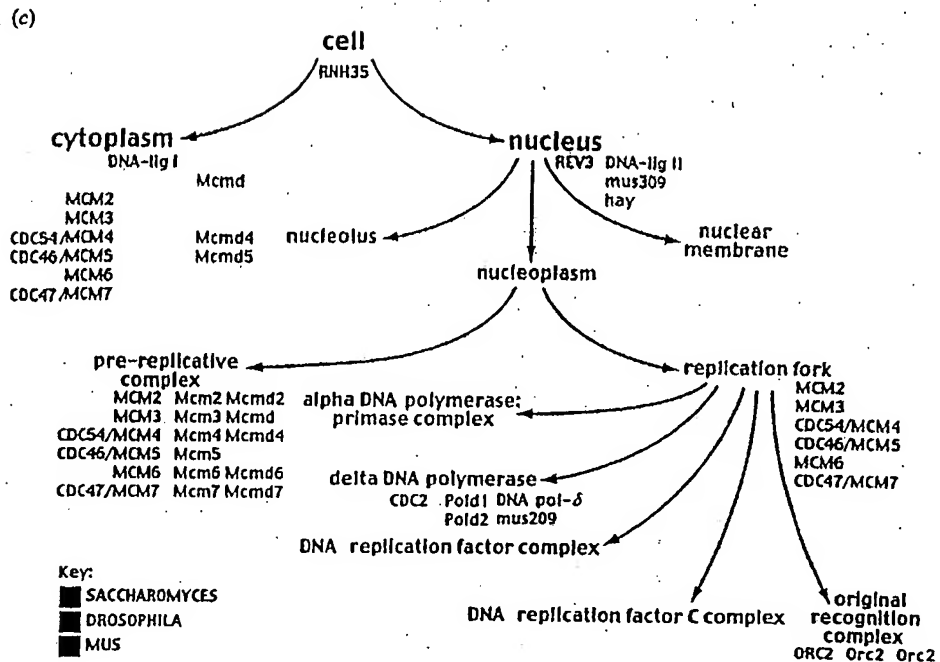 (c)
cell
RNH35
cytoplasm
DNA-lig I
Mcmd
MCM2
MCM3
CDC54/MCM4 Mcmd4
CDC46/MCM5 Mcmd5
MCM6
CDC47/MCM7
nucleus
REV3 DNA-lig II
mus309
hay
nucleolus
nuclear
membrane
nucleoplasm
pre-replicative
complex
MCM2 Mcm2 Mcmd2
MCM3 Mcm3 Mcmd
CDC54/MCM4 Mcm4 Mcmd4
CDC46/MCM5 Mcm5
MCM6 Mcm6 Mcmd6
CDC47/MCM7 Mcm7 Mcmd7
replication fork
MCM2
MCM3
CDC54/MCM4
CDC46/MCM5
MCM6
CDC47/MCM7
alpha DNA polymerase:
primase complex
delta DNA polymerase
CDC2 Pold1 DNA pol-δ
Pold2 mus209
DNA replication factor complex
DNA replication factor C complex
original
recognition
complex
ORC2 Orc2 Orc2
Key:
SACCHAROMYCES
DROSOPHILA
MUS